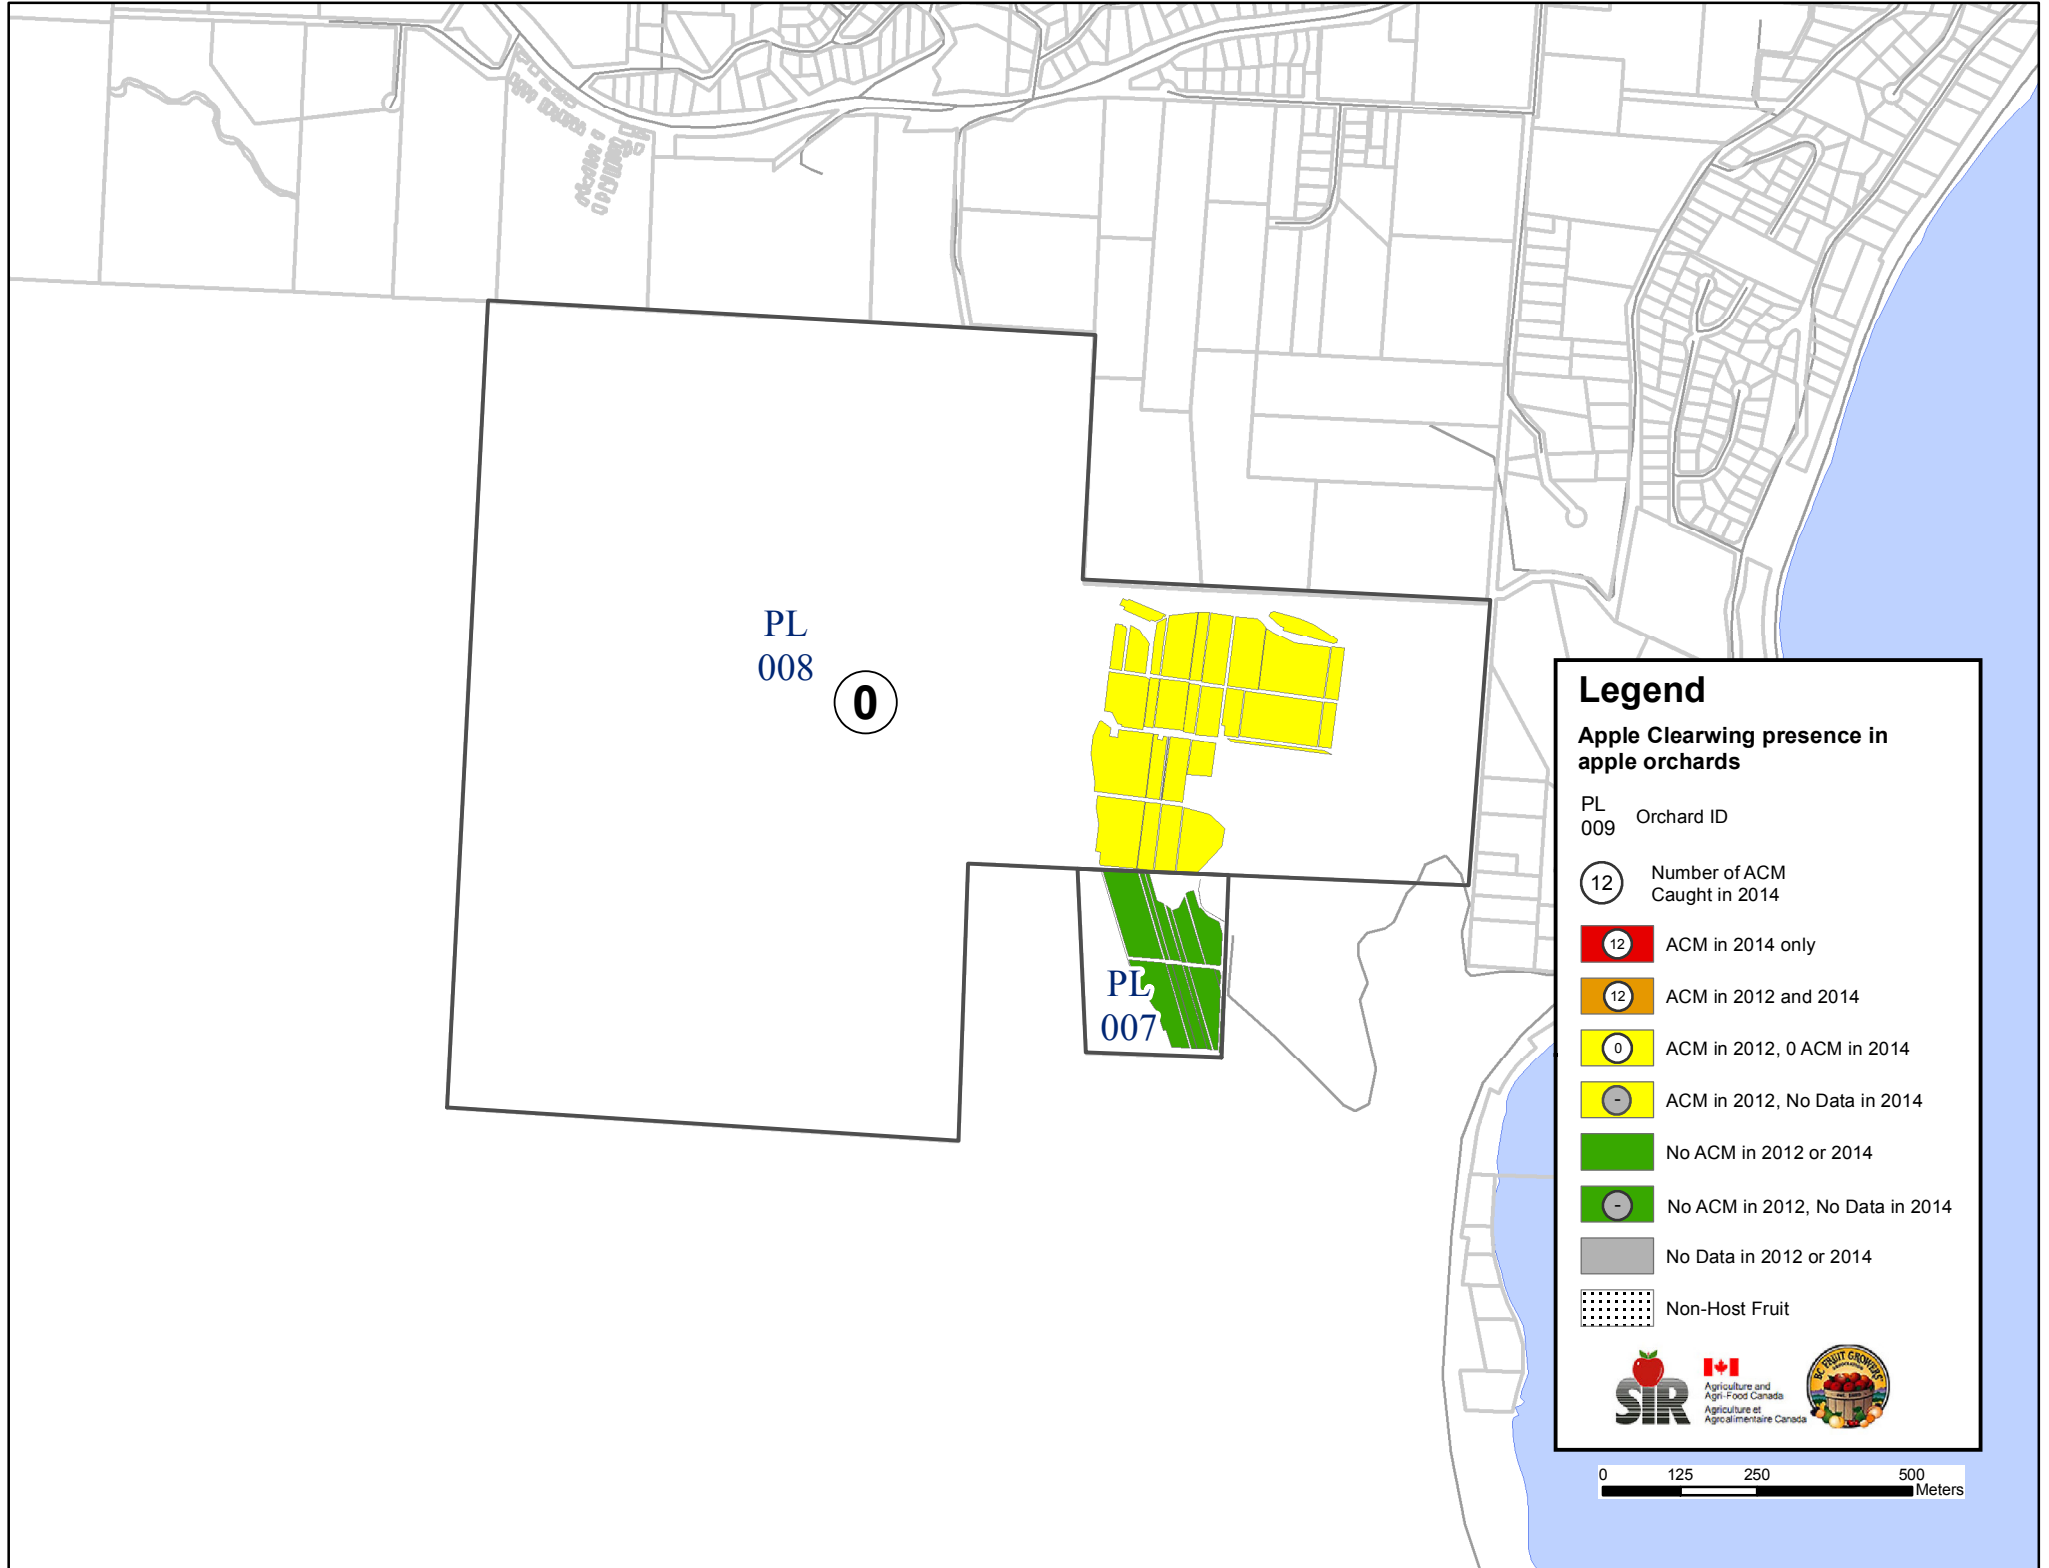 PL
008
0
PL
007
Legend
Apple Clearwing presence in
apple orchards
PL
009
Orchard ID
12
Number of ACM
Caught in 2014
12
ACM in 2014 only
12
ACM in 2012 and 2014
0
ACM in 2012, 0 ACM in 2014
-
ACM in 2012, No Data in 2014
No ACM in 2012 or 2014
-
No ACM in 2012, No Data in 2014
No Data in 2012 or 2014
Non-Host Fruit
SIR
Agriculture and
Agri-Food Canada
Agriculture et
Agroalimentaire Canada
BC FRUIT GROWERS'
ASSOCIATION
0 125 250 500
Meters